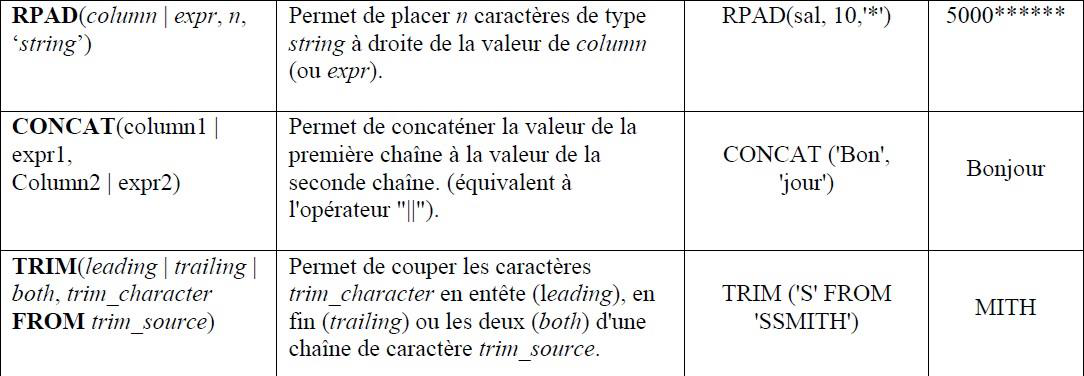 RPAD(column | expr, n,
‘string’)
Permet de placer n caractères de type
string à droite de la valeur de column
(ou expr).
RPAD(sal, 10,'*')
5000******
CONCAT(column1 |
expr1,
Column2 | expr2)
Permet de concaténer la valeur de la
première chaîne à la valeur de la
seconde chaîne. (équivalent à
l'opérateur "||").
CONCAT ('Bon',
'jour')
Bonjour
TRIM(leading | trailing |
both, trim_character
FROM trim_source)
Permet de couper les caractères
trim_character en entête (leading), en
fin (trailing) ou les deux (both) d'une
chaîne de caractère trim_source.
TRIM ('S' FROM
'SSMITH')
MITH